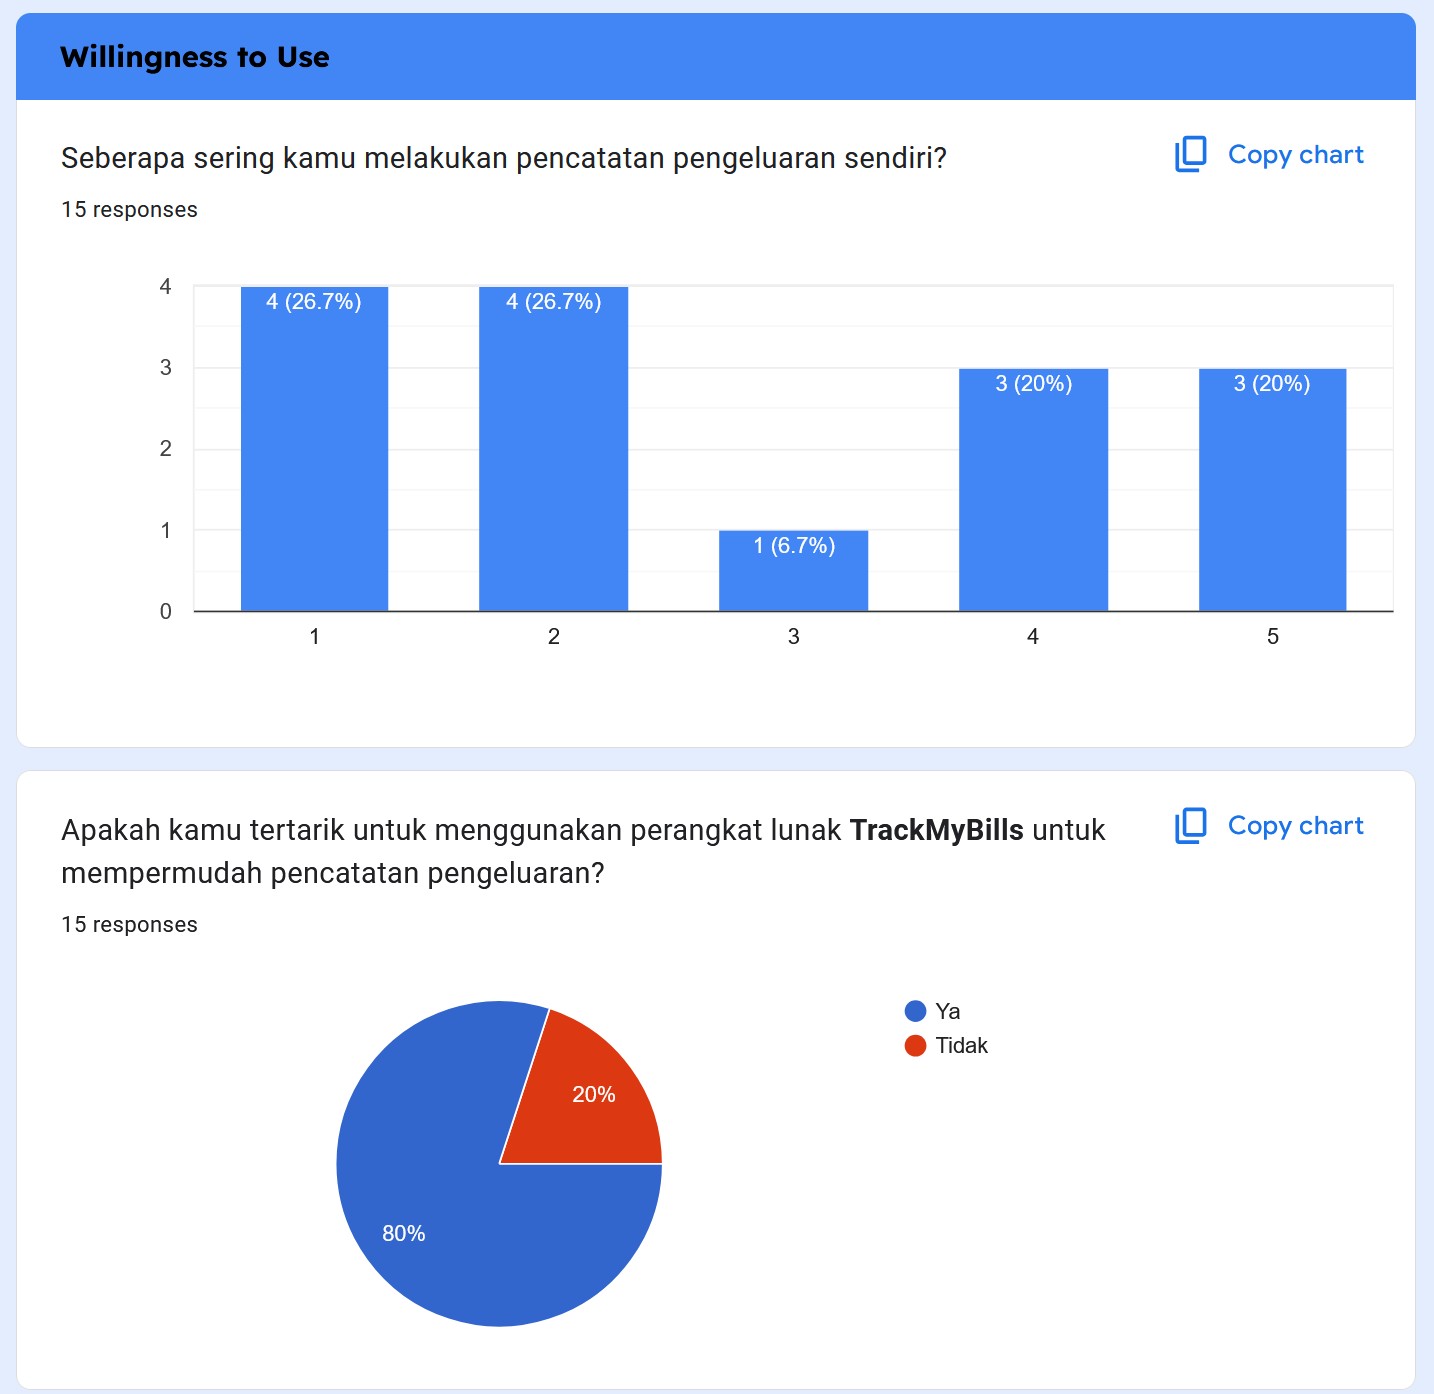 Willingness to Use
Seberapa sering kamu melakukan pencatatan pengeluaran sendiri?
Copy chart
15 responses
4
3
2
1
0
4 (26.7%)
4 (26.7%)
1 (6.7%)
3 (20%)
3 (20%)
1
2
3
4
5
Apakah kamu tertarik untuk menggunakan perangkat lunak TrackMyBills untuk
mempermudah pencatatan pengeluaran?
Copy chart
15 responses
Ya
Tidak
20%
80%